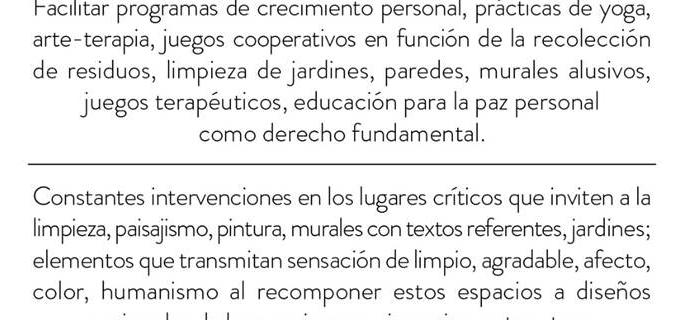 Facilitar programas de crecimiento personal, prácticas de yoga,
arte-terapia, juegos cooperativos en función de la recolección
de residuos, limpieza de jardines, paredes, murales alusivos,
juegos terapéuticos, educación para la paz personal
como derecho fundamental.
Constantes intervenciones en los lugares críticos que inviten a la
limpieza, paisajismo, pintura, murales con textos referentes, jardines;
elementos que transmitan sensación de limpio, agradable, afecto,
color, humanismo al recomponer estos espacios a diseños